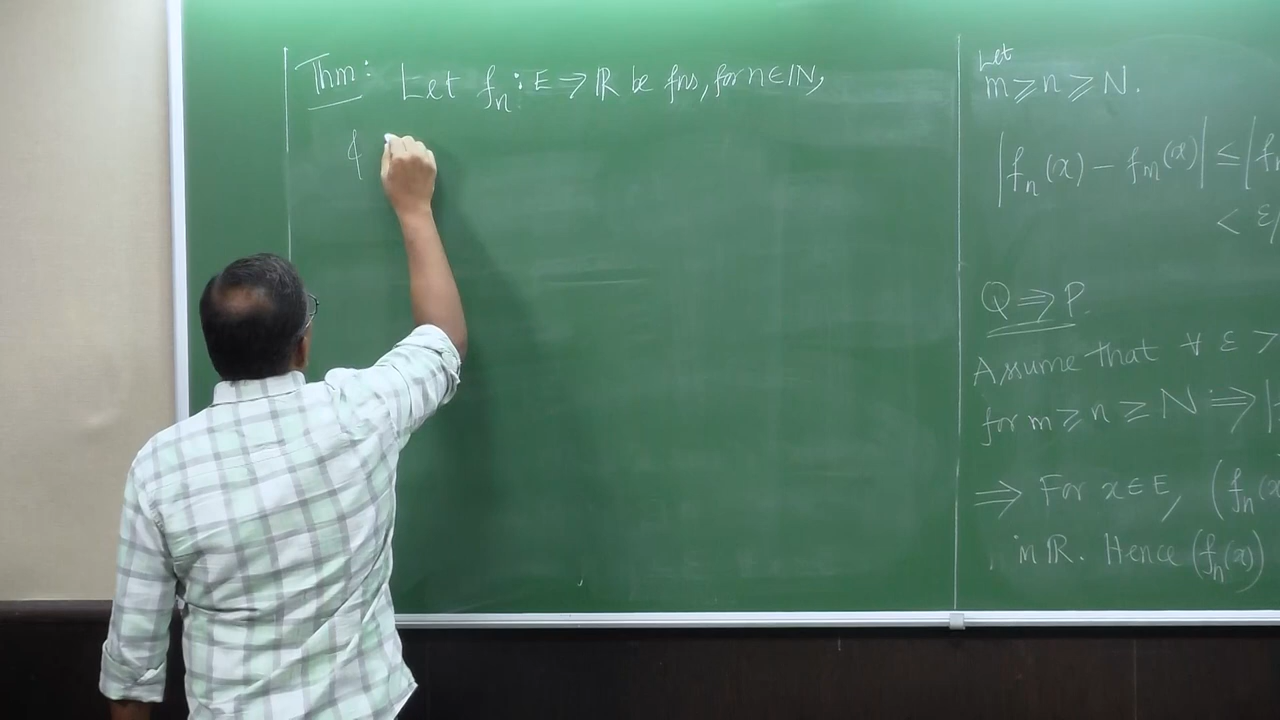 Thm: Let fₙ: E → ℝ be fns, for n ∈ ℕ,
&
Let
m ≥ n ≥ N.
|fₙ(x) − fₘ(x)| ≤ |f
< ε/
Q ⇒ P.
Assume that ∀ ε >
for m ≥ n ≥ N ⇒ |
⇒ For x ∈ E, (fₙ(x
in ℝ. Hence (fₙ(x)